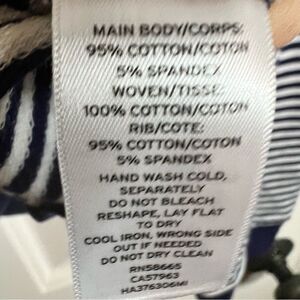 MAIN BODY/CORPS:
95% COTTON/COTON
5% SPANDEX
WOVEN/TISSE:
100% COTTON/COTON
RIB/COTE:
95% COTTON/COTON
5% SPANDEX
HAND WASH COLD,
SEPARATELY
DO NOT BLEACH
RESHAPE, LAY FLAT
TO DRY
COOL IRON, WRONG SIDE
OUT IF NEEDED
DO NOT DRY CLEAN
RN58665
CA57963
HA376306MI